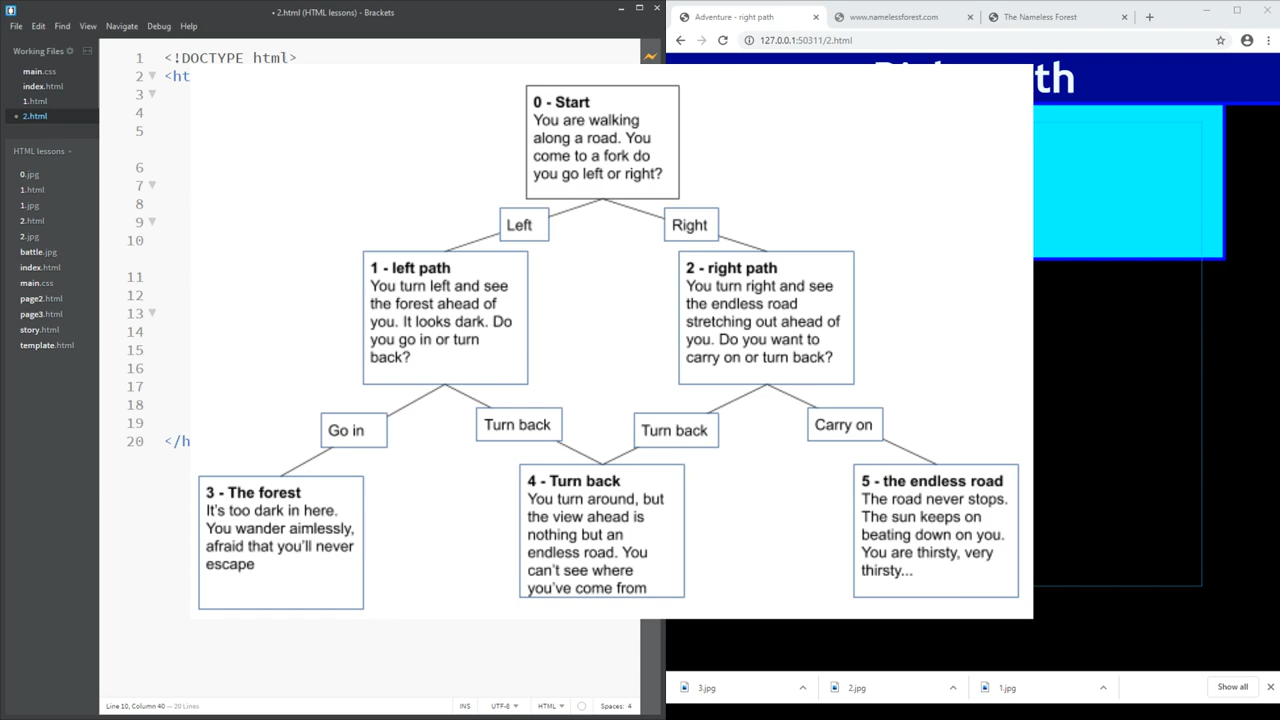 • 2.html (HTML lessons) - Brackets
File Edit Find View Navigate Debug Help
Working Files
main.css
index.html
1.html
• 2.html
HTML lessons
0.jpg
1.html
1.jpg
2.html
2.jpg
battle.jpg
index.html
main.css
page2.html
page3.html
story.html
template.html
1 <!DOCTYPE html>
2 <ht
3
4
5
6
7
8
9
10
11
12
13
14
15
16
17
18
19
20 </h
Line 10, Column 40 — 20 Lines
INS UTF-8 HTML Spaces: 4
0 - Start
You are walking
along a road. You
come to a fork do
you go left or right?
Left
Right
1 - left path
You turn left and see
the forest ahead of
you. It looks dark. Do
you go in or turn
back?
2 - right path
You turn right and see
the endless road
stretching out ahead of
you. Do you want to
carry on or turn back?
Go in
Turn back
Turn back
Carry on
3 - The forest
It's too dark in here.
You wander aimlessly,
afraid that you'll never
escape
4 - Turn back
You turn around, but
the view ahead is
nothing but an
endless road. You
can't see where
you've come from
5 - the endless road
The road never stops.
The sun keeps on
beating down on you.
You are thirsty, very
thirsty...
Adventure - right path
www.namelessforest.com
The Nameless Forest
127.0.0.1:50311/2.html
th
3.jpg
2.jpg
1.jpg
Show all